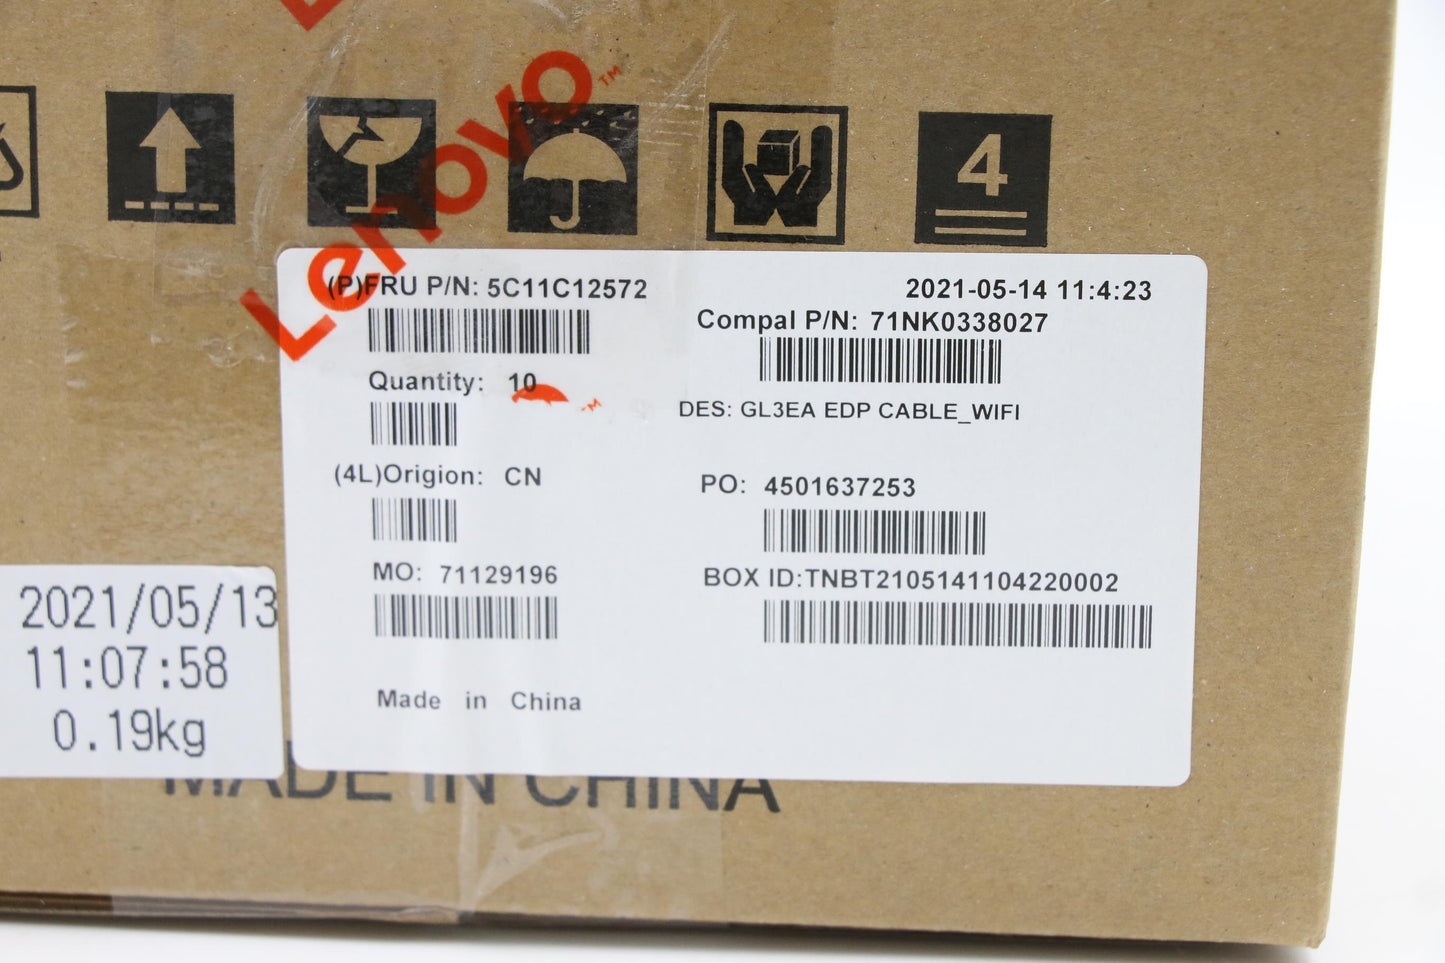 Lenovo™
4
(P)FRU P/N: 5C11C12572
2021-05-14 11:4:23
Compal P/N: 71NK0338027
Quantity: 10
™
DES: GL3EA EDP CABLE_WIFI
(4L)Origion: CN
PO: 4501637253
MO: 71129196
BOX ID:TNBT2105141104220002
Made in China
2021/05/13
11:07:58
0.19kg
MADE IN CHINA